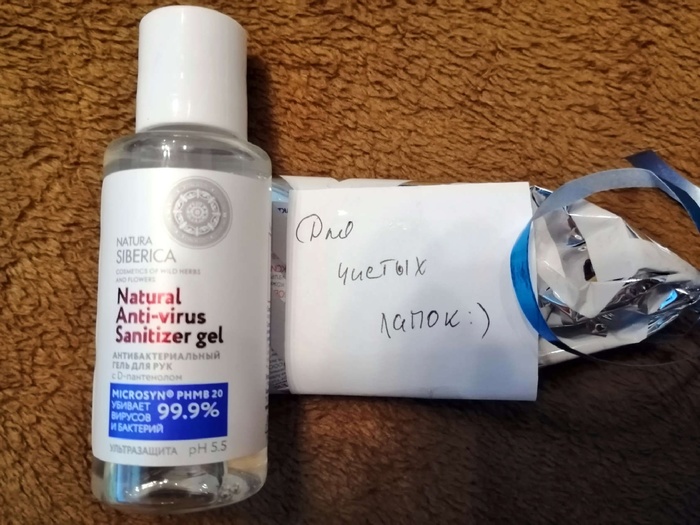 NATURA
SIBERICA
COSMETICS OF WILD HERBS
AND FLOWERS
Natural
Anti-virus
Sanitizer gel
АНТИБАКТЕРИАЛЬНЫЙ
ГЕЛЬ ДЛЯ РУК
с D-пантенолом
MICROSYN® PHMB 20
УБИВАЕТ
ВИРУСОВ
И БАКТЕРИЙ
99.9%
УЛЬТРАЗАЩИТА pH 5.5
Для
чистых
лапок:)